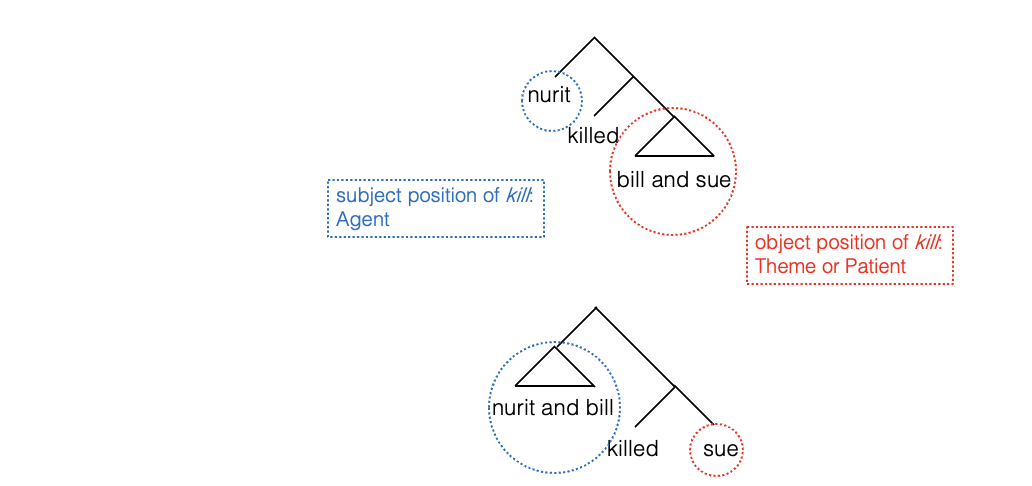 nurit
killed
bill and sue
subject position of kill:
Agent
object position of kill:
Theme or Patient
nurit and bill
killed
sue